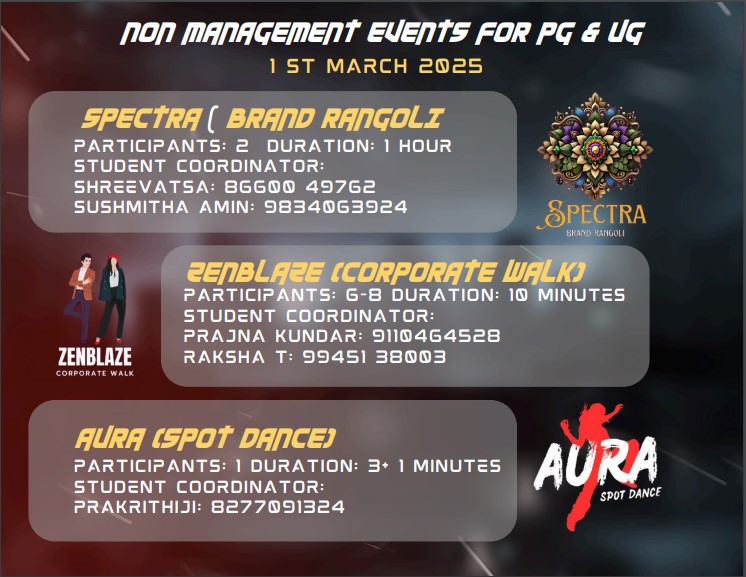 NON MANAGEMENT EVENTS FOR PG & UG
1 ST MARCH 2025
SPECTRA ( BRAND RANGOLI
PARTICIPANTS: 2 DURATION: 1 HOUR
STUDENT COORDINATOR:
SHREEVATSA: 86600 49762
SUSHMITHA AMIN: 9834063924
SPECTRA
BRAND RANGOLI
ZENBLAZE (CORPORATE WALK)
PARTICIPANTS: 6-8 DURATION: 10 MINUTES
STUDENT COORDINATOR:
PRAJNA KUNDAR: 9110464528
RAKSHA T: 99451 38003
ZENBLAZE
CORPORATE WALK
AURA (SPOT DANCE)
PARTICIPANTS: 1 DURATION: 3+ 1 MINUTES
STUDENT COORDINATOR:
PRAKRITHIJI: 8277091324
AURA
SPOT DANCE